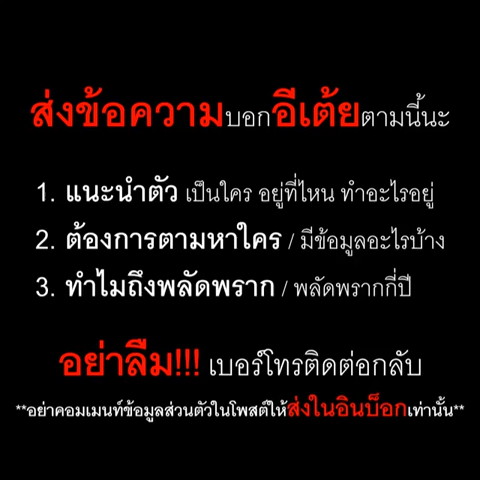 ส่งข้อความบอกอีเต้ยตามนี้นะ
1. แนะนำตัว เป็นใคร อยู่ที่ไหน ทำอะไรอยู่
2. ต้องการตามหาใคร / มีข้อมูลอะไรบ้าง
3. ทำไมถึงพลัดพราก / พลัดพรากกี่ปี
อย่าลืม!!! เบอร์โทรติดต่อกลับ
**อย่าคอมเมนท์ข้อมูลส่วนตัวในโพสต์ให้ส่งในอินบ็อกเท่านั้น**